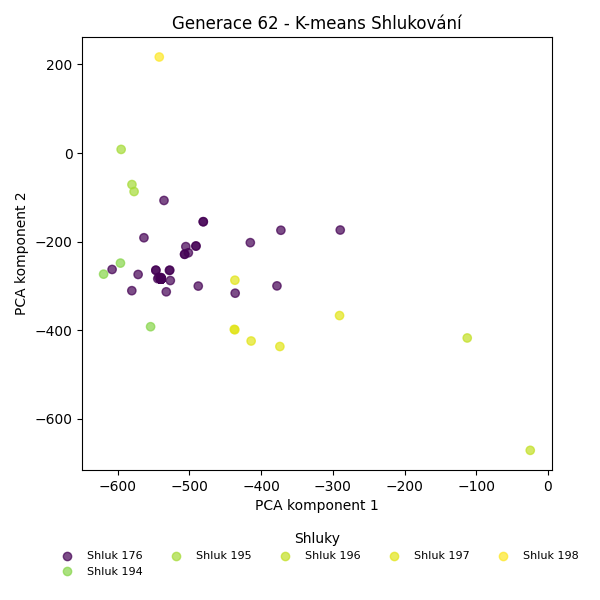 Generace 62 - K-means Shlukování
200
0
−200
−400
−600
PCA komponent 2
−600
−500
−400
−300
−200
−100
0
PCA komponent 1
Shluky
Shluk 176
Shluk 194
Shluk 195
Shluk 196
Shluk 197
Shluk 198